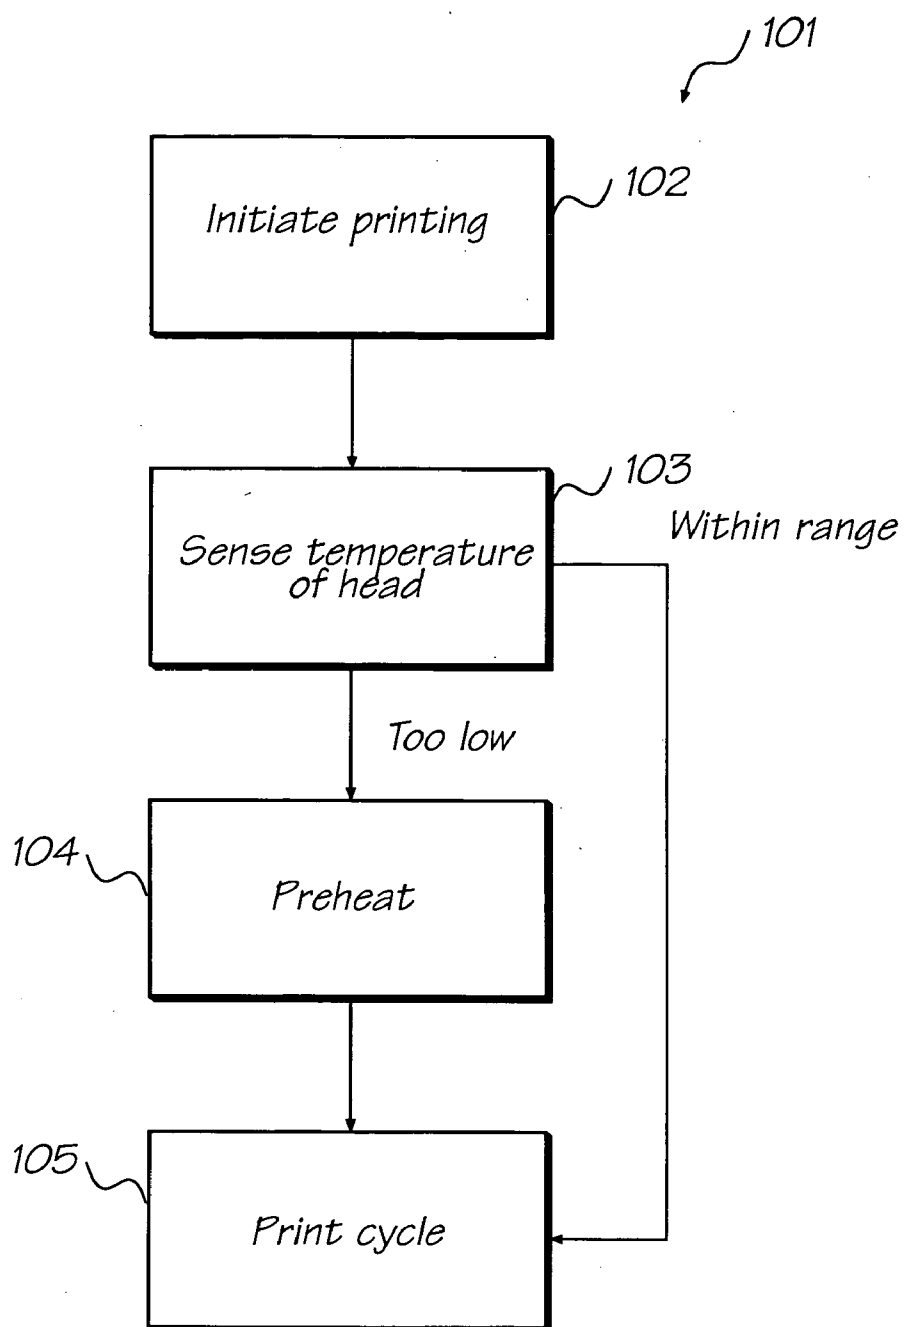 101
Initiate printing
102
103
Within range
Sense temperature
of head
Too low
104
Preheat
105
Print cycle